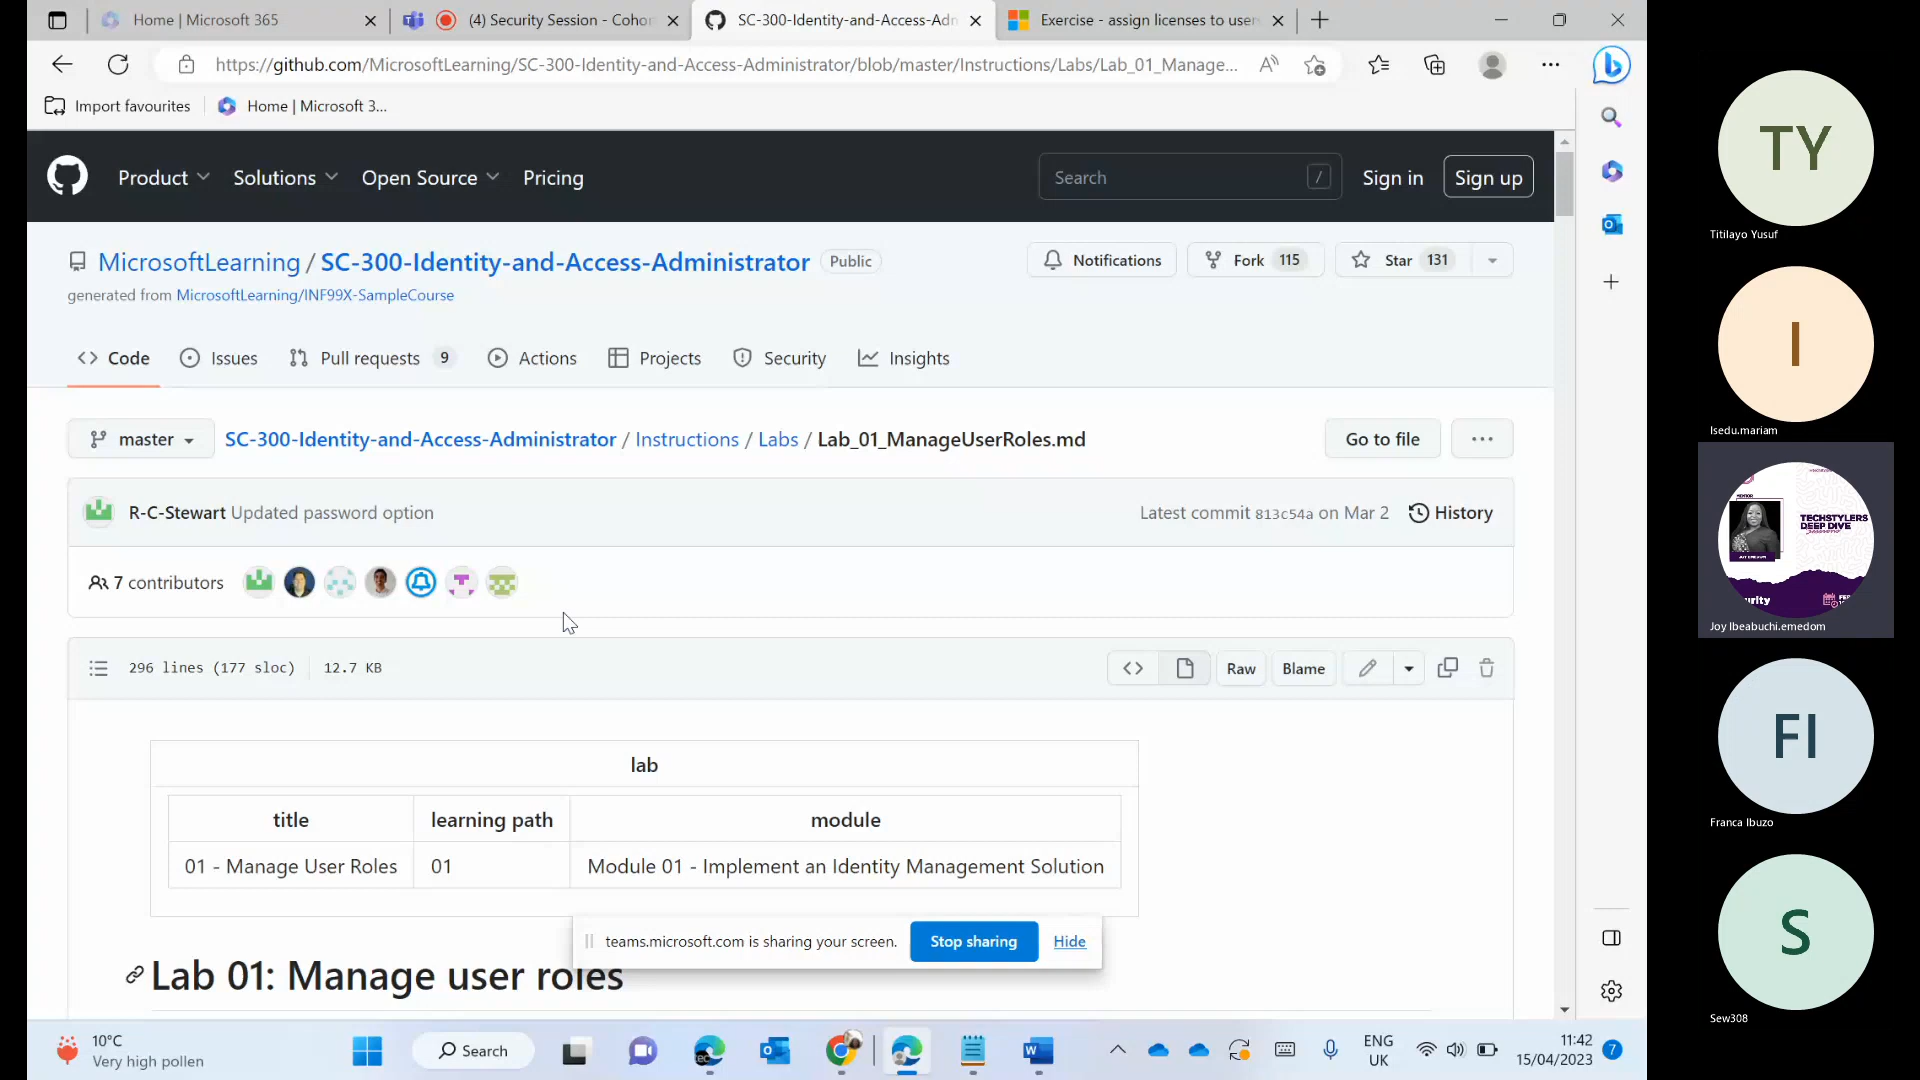 Home | Microsoft 365
(4) Security Session - Coho
SC-300-Identity-and-Access-Adn
Exercise - assign licenses to user
https://github.com/MicrosoftLearning/SC-300-Identity-and-Access-Administrator/blob/master/Instructions/Labs/Lab_01_Manage...
Import favourites
Home | Microsoft 3...
Product
Solutions
Open Source
Pricing
Search
/
Sign in
Sign up
MicrosoftLearning / SC-300-Identity-and-Access-Administrator
Public
Notifications
Fork 115
Star 131
generated from MicrosoftLearning/INF99X-SampleCourse
Code
Issues
Pull requests 9
Actions
Projects
Security
Insights
master
SC-300-Identity-and-Access-Administrator / Instructions / Labs / Lab_01_ManageUserRoles.md
Go to file
R-C-Stewart Updated password option
Latest commit 813c54a on Mar 2
History
7 contributors
296 lines (177 sloc)
12.7 KB
Raw
Blame
lab
title
learning path
module
01 - Manage User Roles
01
Module 01 - Implement an Identity Management Solution
teams.microsoft.com is sharing your screen.
Stop sharing
Hide
Lab 01: Manage user roles
10°C
Very high pollen
Search
ENG
UK
11:42
15/04/2023
7
TY
Titilayo Yusuf
I
Isedu.mariam
TECHSTYLERS
DEEP DIVE
urity
Joy Ibeabuchi.emedom
FI
Franca Ibuzo
S
Sew308